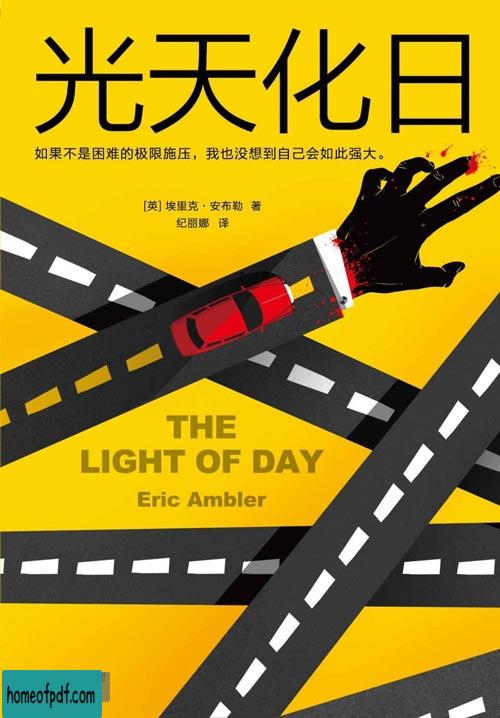 光天化日
如果不是困难的极限施压，我也没想到自己会如此强大。
[英] 埃里克·安布勒 著
纪丽娜 译
THE
LIGHT OF DAY
Eric Ambler
homeofpdf.com